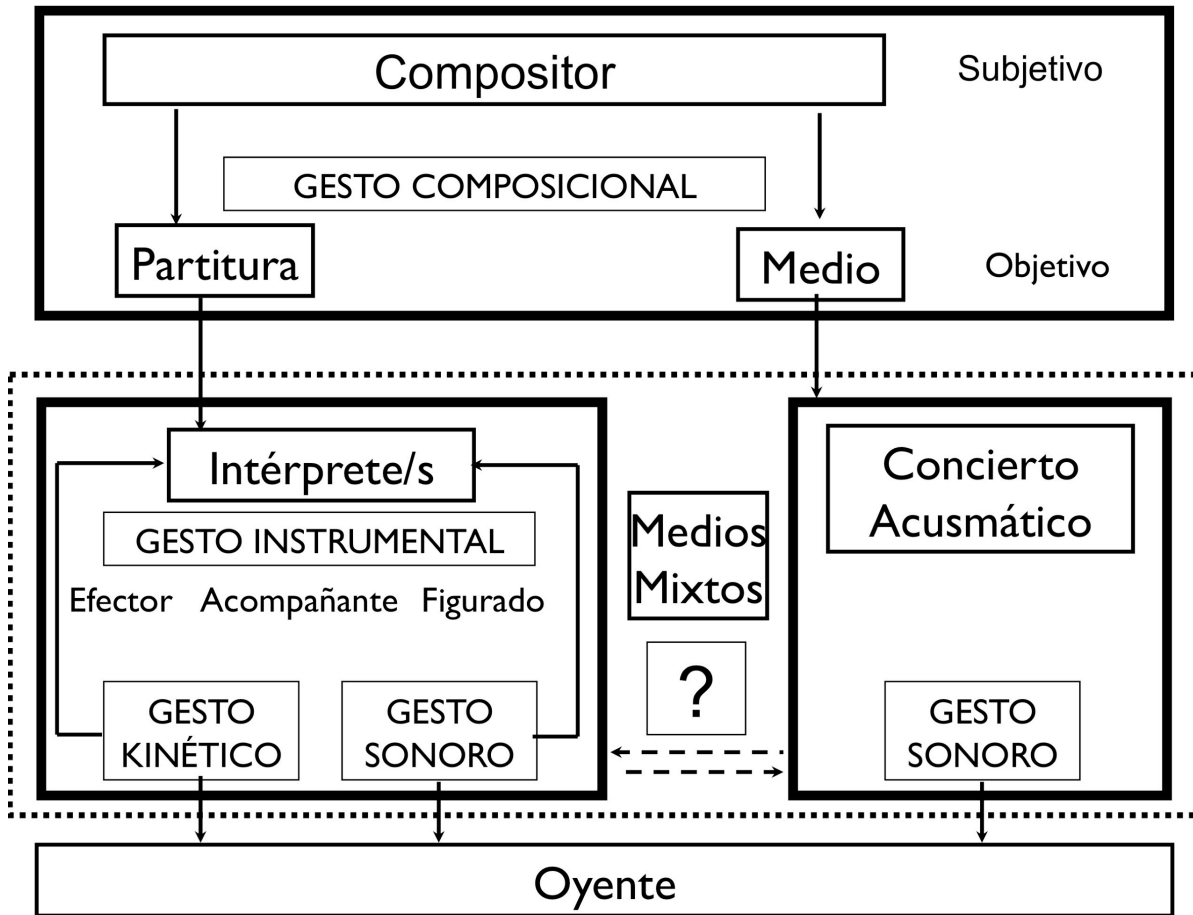 Compositor
Subjetivo
GESTO COMPOSICIONAL
Partitura
Medio
Objetivo
Intérprete/s
GESTO INSTRUMENTAL
Efector Acompañante Figurado
GESTO
KINÉTICO
GESTO
SONORO
Medios
Mixtos
?
Concierto
Acusmático
GESTO
SONORO
Oyente